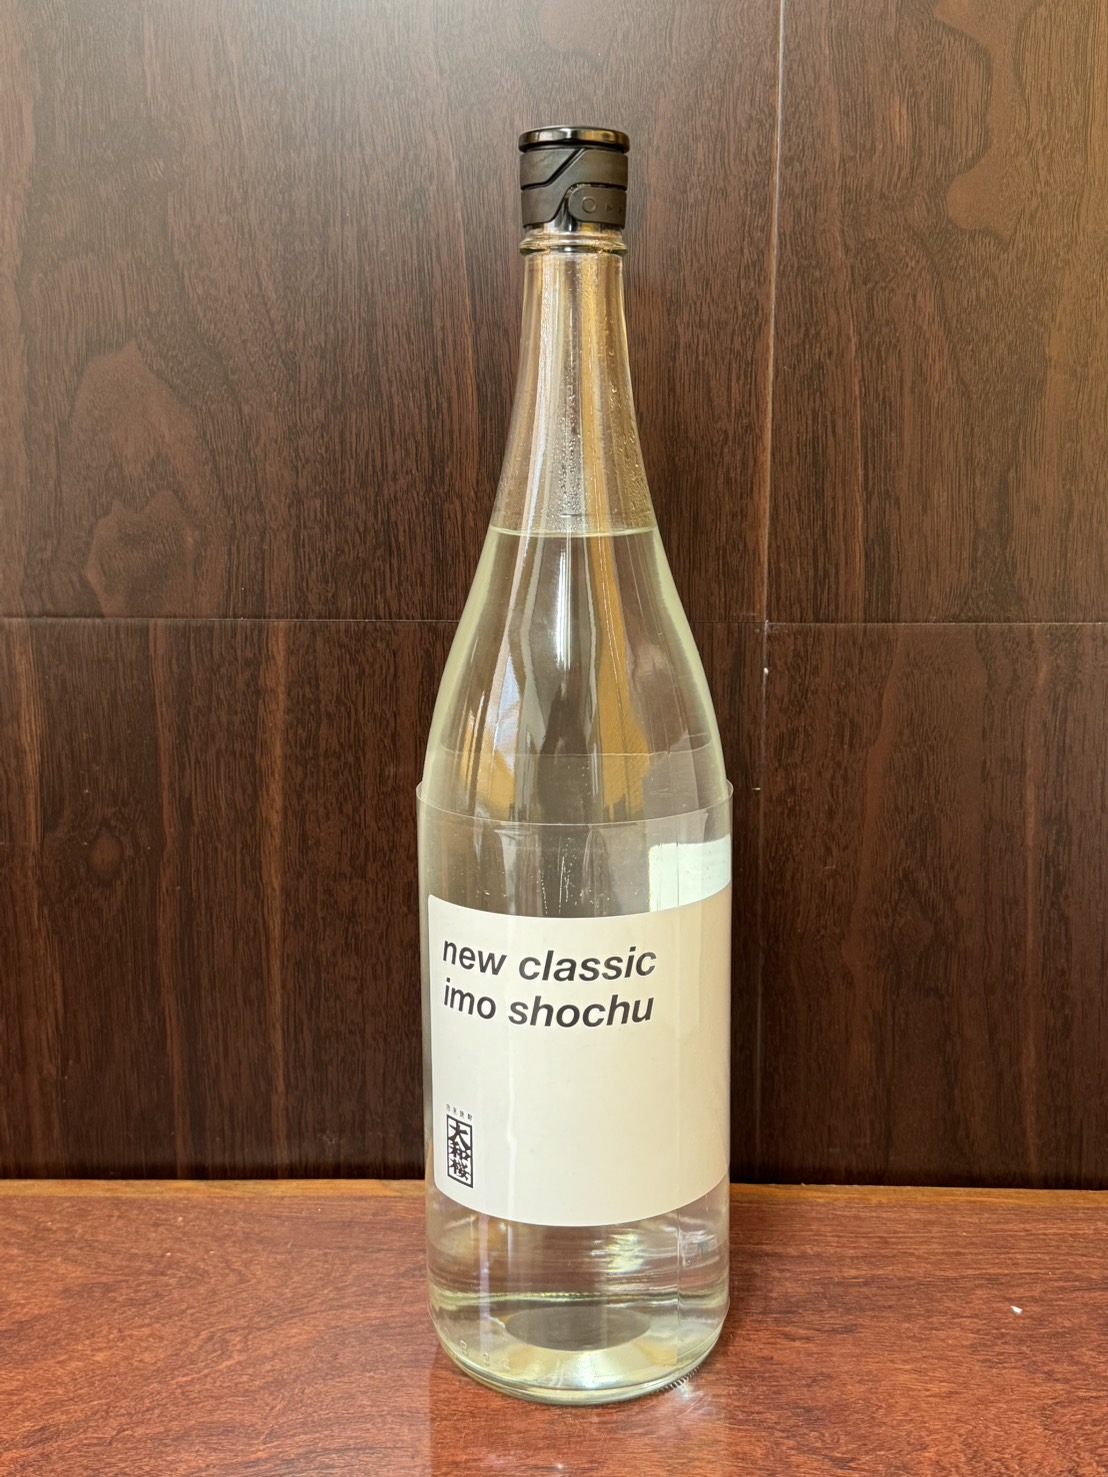 new classic
imo shochu
大和桜